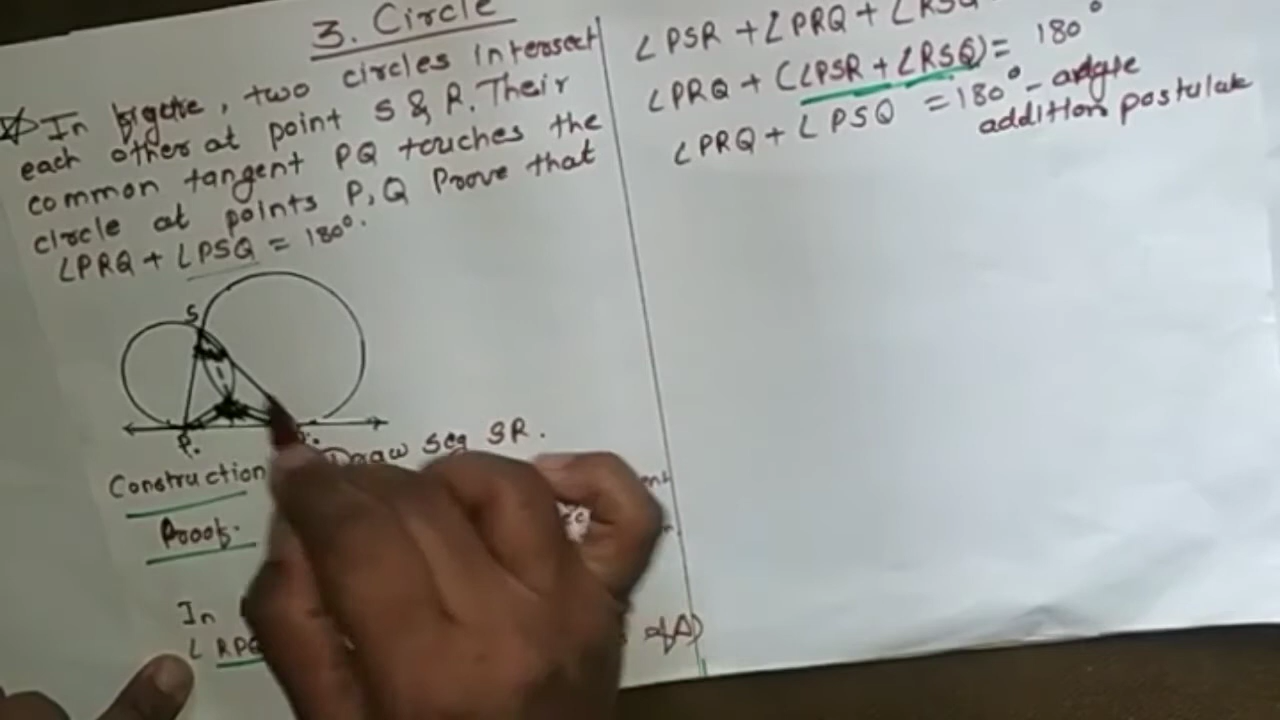 3. Circle
In figure, two circles intersect
each other at point S & R. Their
common tangent PQ touches the
circle at points P, Q Prove that
∠PRQ + ∠PSQ = 180°.
S
P.
Construction Draw seg SR.
Proof.
In
∠RPQ
of Δ)
∠PSR + ∠PRQ + ∠RSQ 180°
∠PRQ + (∠PSR + ∠RSQ) = 180°
∠PRQ + ∠PSQ = 180° - angle
addition postulate